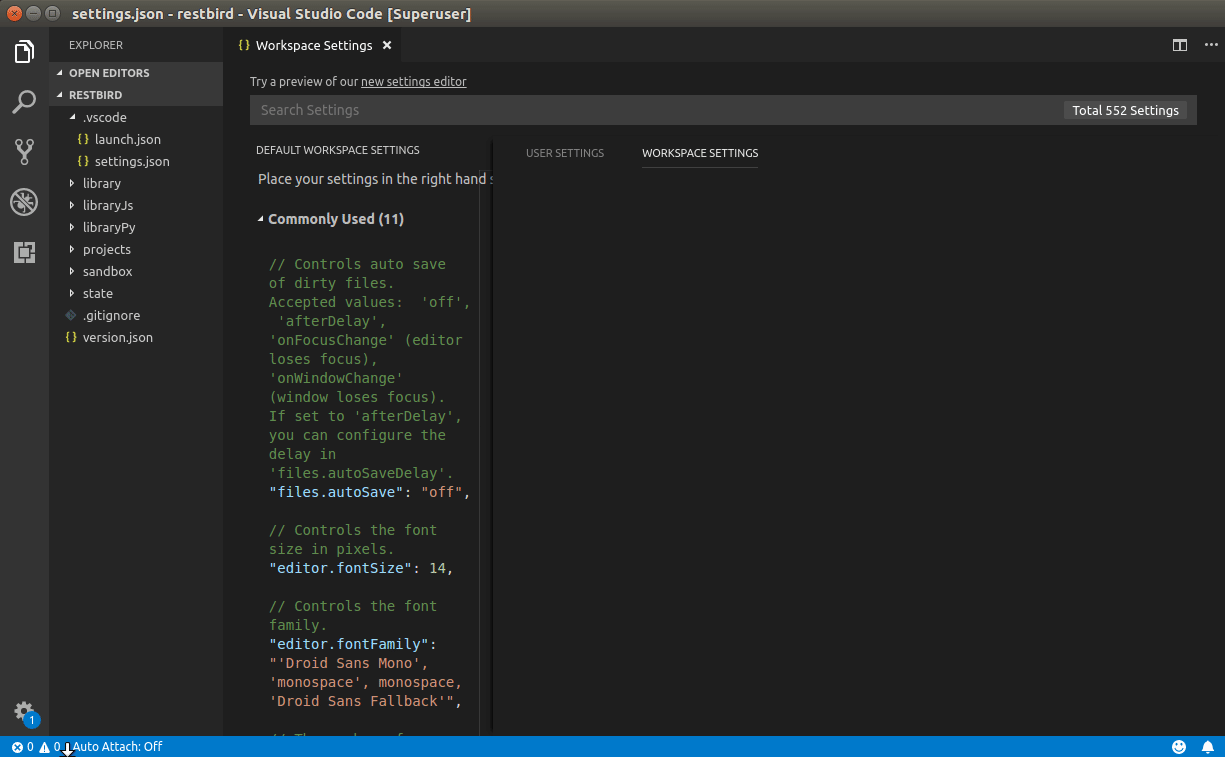 settings.json - restbird - Visual Studio Code [Superuser]
EXPLORER
OPEN EDITORS
RESTBIRD
.vscode
{} launch.json
{} settings.json
library
libraryJs
libraryPy
projects
sandbox
state
.gitignore
{} version.json
1
{} Workspace Settings
Try a preview of our new settings editor
Search Settings
Total 552 Settings
DEFAULT WORKSPACE SETTINGS
Place your settings in the right hand s
Commonly Used (11)
// Controls auto save
of dirty files.
Accepted values:  'off',
'afterDelay',
'onFocusChange' (editor
loses focus),
'onWindowChange'
(window loses focus).
If set to 'afterDelay',
you can configure the
delay in
'files.autoSaveDelay'.
"files.autoSave": "off",
// Controls the font
size in pixels.
"editor.fontSize": 14,
// Controls the font
family.
"editor.fontFamily":
"'Droid Sans Mono',
'monospace', monospace,
'Droid Sans Fallback'",
USER SETTINGS
WORKSPACE SETTINGS
0 0 Auto Attach: Off